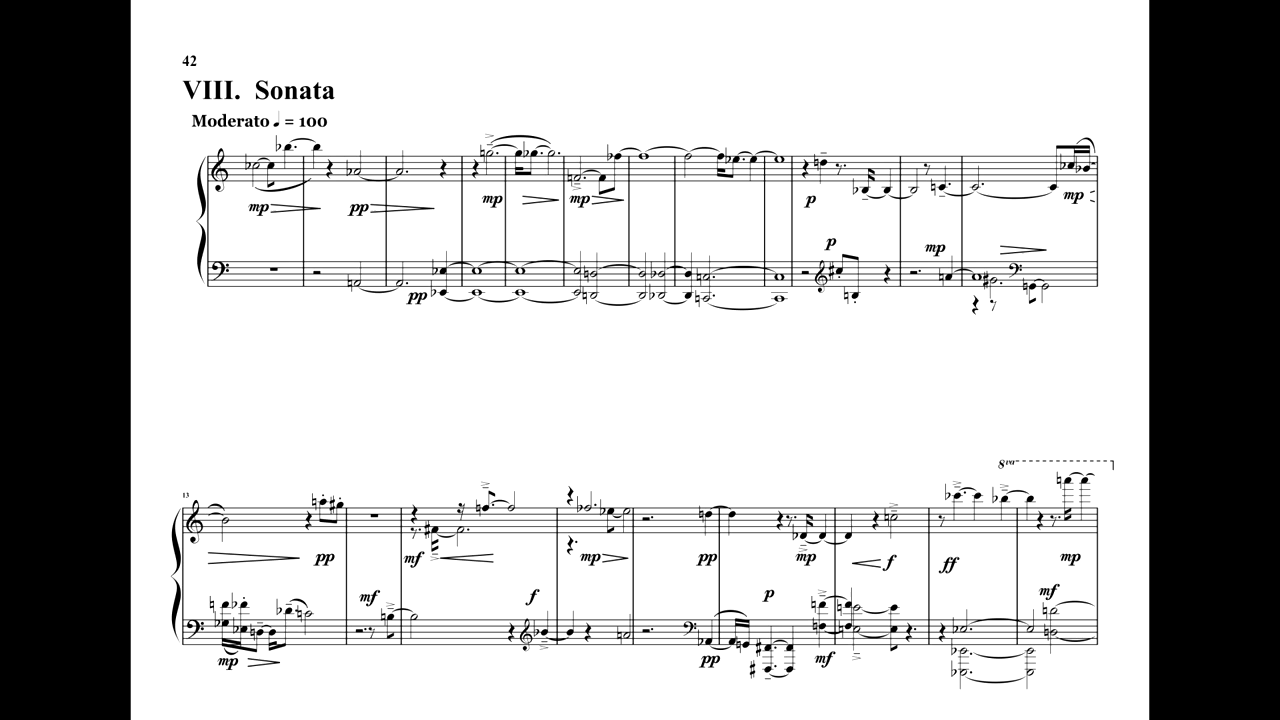 42
VIII. Sonata
Moderato ♩ = 100
mp pp mp mp p mp
pp p mp
13
8va
pp mf mp pp mp f ff mp
mf f p mf
mp pp mf